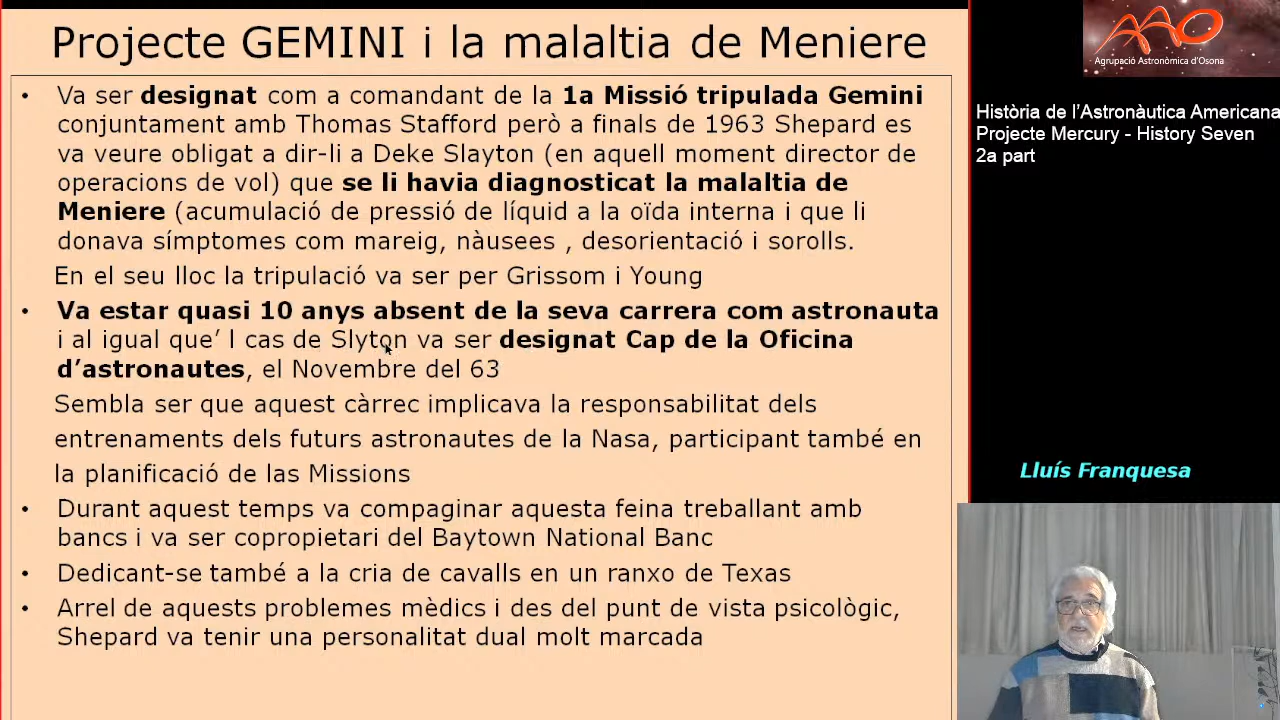 Projecte GEMINI i la malaltia de Meniere
• Va ser designat com a comandant de la 1a Missió tripulada Gemini
conjuntament amb Thomas Stafford però a finals de 1963 Shepard es
va veure obligat a dir-li a Deke Slayton (en aquell moment director de
operacions de vol) que se li havia diagnosticat la malaltia de
Meniere (acumulació de pressió de líquid a la oïda interna i que li
donava símptomes com mareig, nàusees , desorientació i sorolls.
En el seu lloc la tripulació va ser per Grissom i Young
• Va estar quasi 10 anys absent de la seva carrera com astronauta
i al igual que’ l cas de Slyton va ser designat Cap de la Oficina
d’astronautes, el Novembre del 63
Sembla ser que aquest càrrec implicava la responsabilitat dels
entrenaments dels futurs astronautes de la Nasa, participant també en
la planificació de las Missions
• Durant aquest temps va compaginar aquesta feina treballant amb
bancs i va ser copropietari del Baytown National Banc
• Dedicant-se també a la cria de cavalls en un ranxo de Texas
• Arrel de aquests problemes mèdics i des del punt de vista psicològic,
Shepard va tenir una personalitat dual molt marcada
AAO
Agrupació Astronòmica d’Osona
Història de l’Astronàutica Americana
Projecte Mercury - History Seven
2a part
Lluís Franquesa